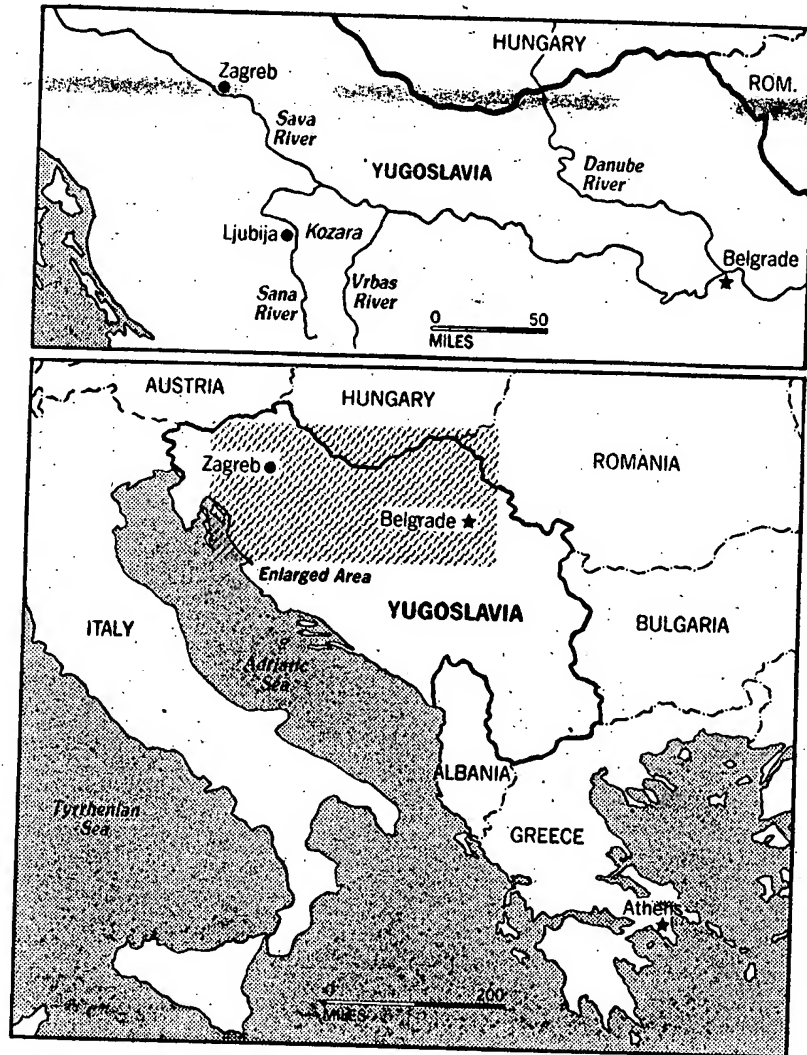 HUNGARY
Zagreb
ROM.
Sava
River
YUGOSLAVIA
Danube
River
Ljubija
Kozara
Belgrade
Sana
River
Vrbas
River
0 50
MILES
AUSTRIA
HUNGARY
Zagreb
ROMANIA
Belgrade
Enlarged Area
YUGOSLAVIA
ITALY
BULGARIA
Adriatic
Sea
ALBANIA
Tyrrhenian
Sea
GREECE
Athens
0 200
MILES